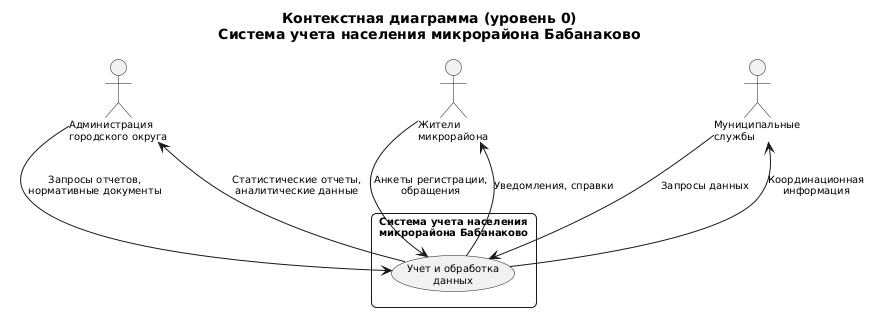 Контекстная диаграмма (уровень 0)
Система учета населения микрорайона Бабанаково
Администрация
городского округа
Жители
микрорайона
Муниципальные
службы
Запросы отчетов,
нормативные документы
Статистические отчеты,
аналитические данные
Анкеты регистрации,
обращения
Уведомления, справки
Запросы данных
Координационная
информация
Система учета населения
микрорайона Бабанаково
Учет и обработка
данных